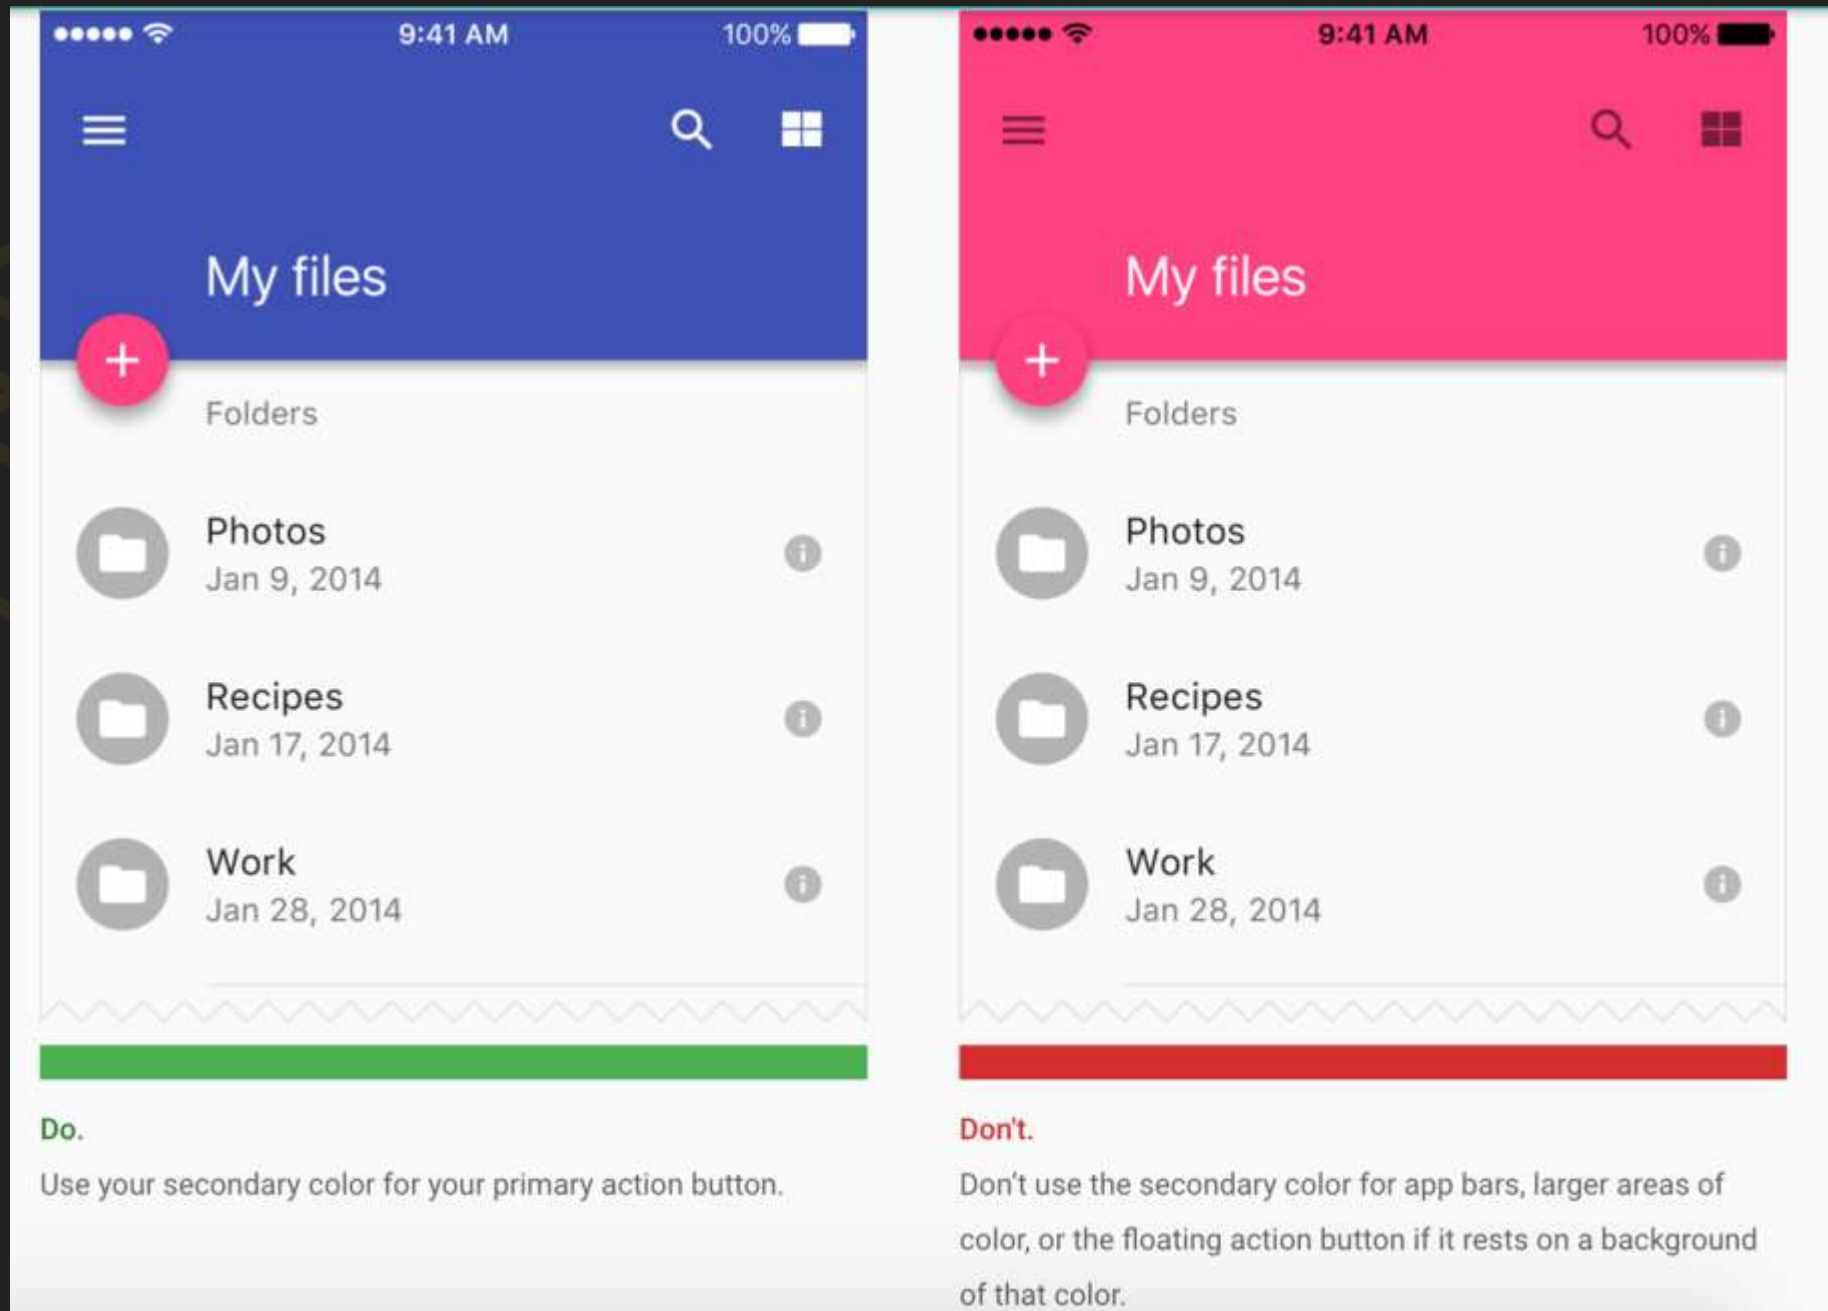 9:41 AM
100%
My files
Folders
Photos
Jan 9, 2014
Recipes
Jan 17, 2014
Work
Jan 28, 2014
Do.
Use your secondary color for your primary action button.
9:41 AM
100%
My files
Folders
Photos
Jan 9, 2014
Recipes
Jan 17, 2014
Work
Jan 28, 2014
Don't.
Don't use the secondary color for app bars, larger areas of
color, or the floating action button if it rests on a background
of that color.